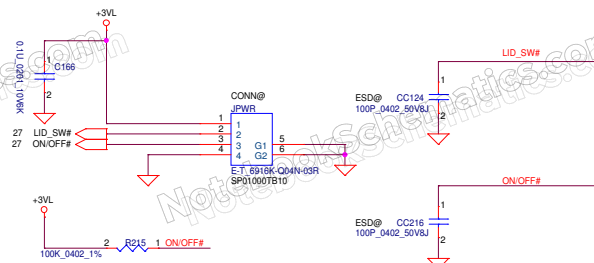 +3VL
LID_SW#
0.1U_0201_10V6K
1
C166
2
CONN@
JPWR
ESD@ CC124
100P_0402_50V8J
1
2
1 1
27 LID_SW# 2 2
27 ON/OFF# 3 3 G1 5
4 4 G2 6
E-T_6916K-Q04N-03R
SP01000TB10
NotebookSchematics.com
ON/OFF#
+3VL
ESD@ CC216
100P_0402_50V8J
1
2
2 R215 1 ON/OFF#
100K_0402_1%